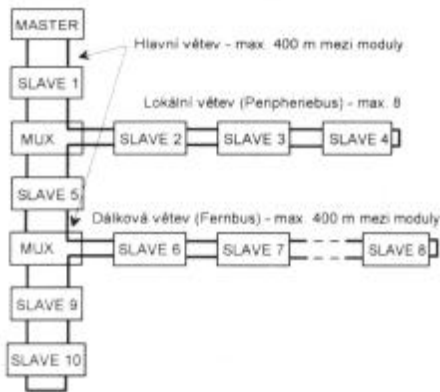 MASTER
Hlavní větev - max. 400 m mezi moduly
SLAVE 1
Lokální větev (Peripheriebus) - max. 8
MUX
SLAVE 2
SLAVE 3
SLAVE 4
SLAVE 5
Dálková větev (Fernbus) - max. 400 m mezi moduly
MUX
SLAVE 6
SLAVE 7
SLAVE 8
SLAVE 9
SLAVE 10